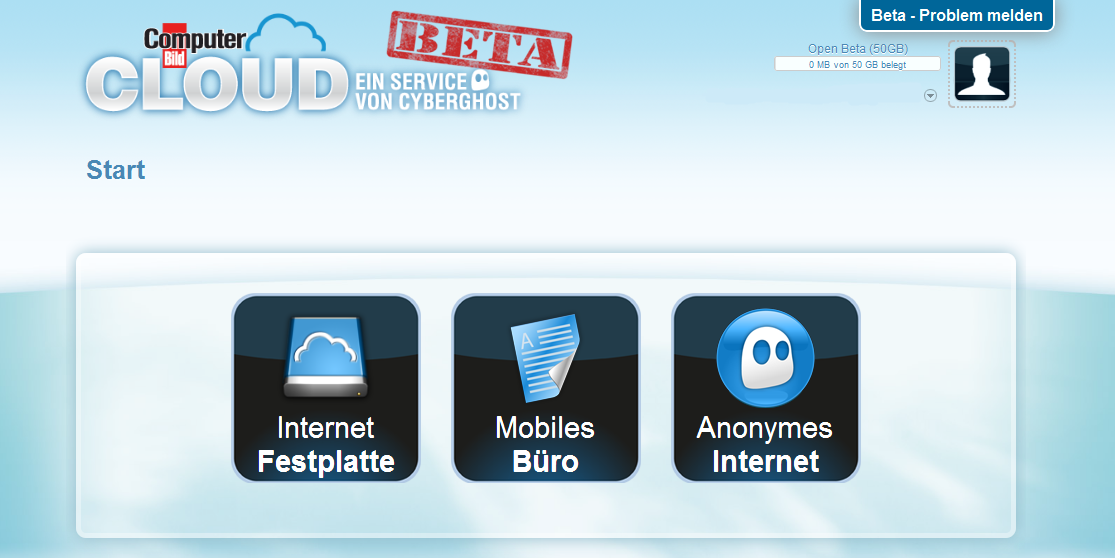 Beta - Problem melden
Computer
Bild
CLOUD
EIN SERVICE
VON CYBERGHOST
BETA
Open Beta (50GB)
0 MB von 50 GB belegt
Start
A
Internet
Festplatte
Mobiles
Büro
Anonymes
Internet